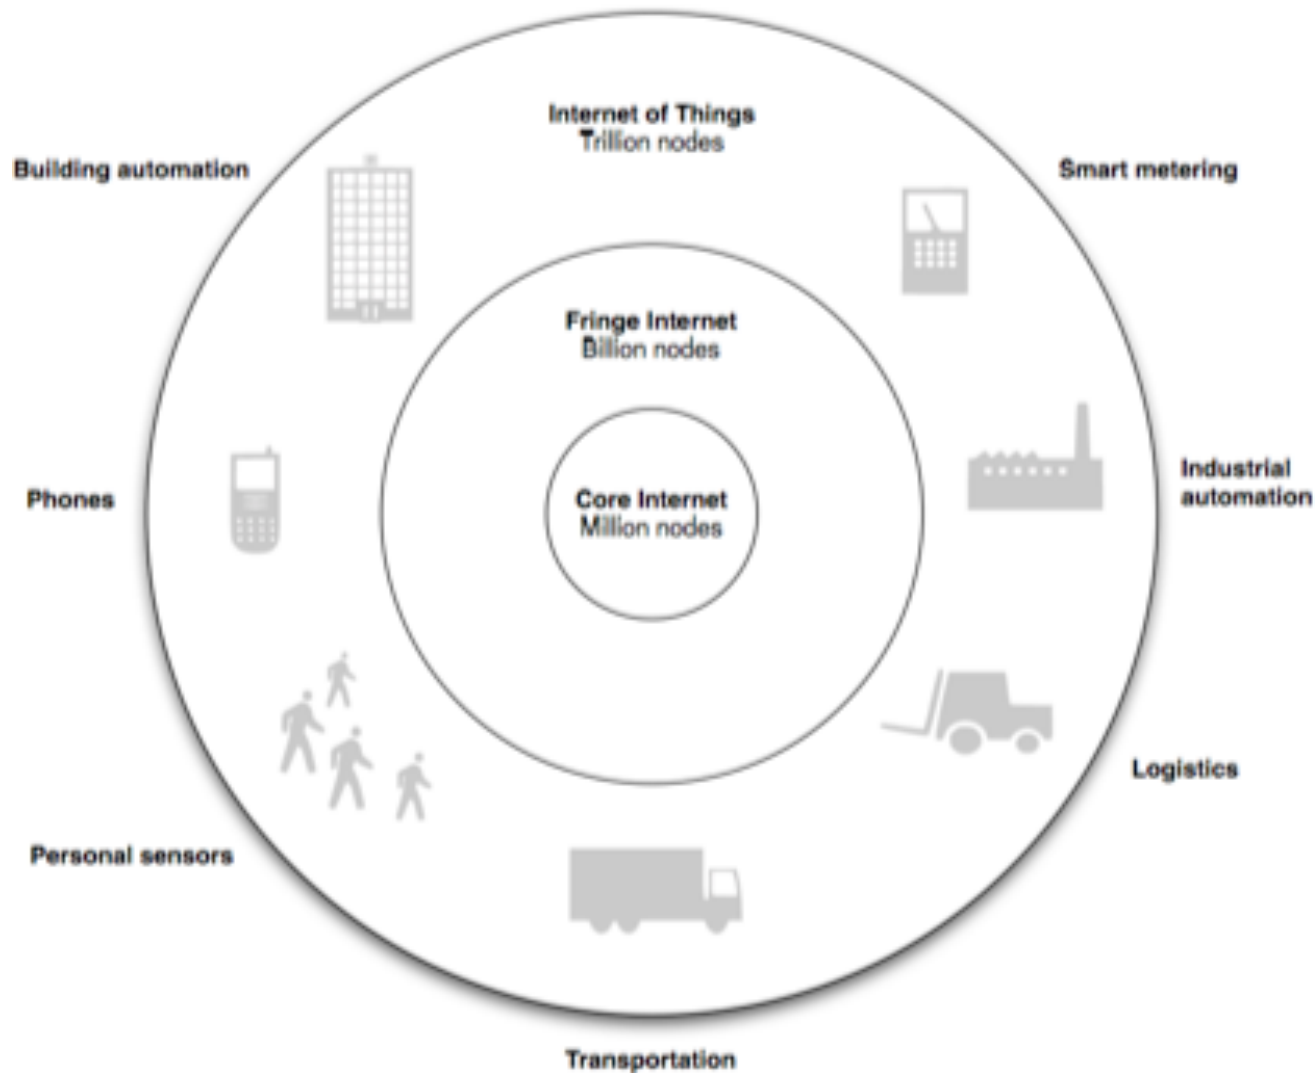 Internet of Things
Trillion nodes
Building automation
Smart metering
Fringe Internet
Billion nodes
Phones
Core Internet
Million nodes
Industrial
automation
Logistics
Personal sensors
Transportation